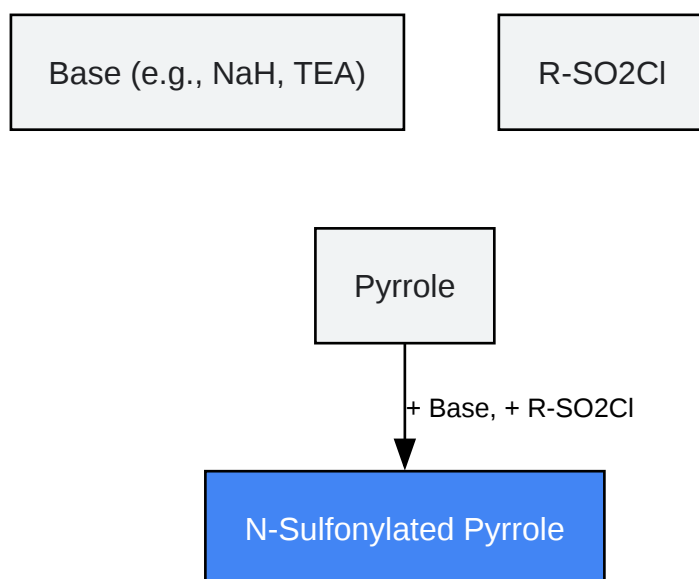 Base (e.g., NaH, TEA)
R-SO2Cl
Pyrrole
+ Base, + R-SO2Cl
N-Sulfonylated Pyrrole